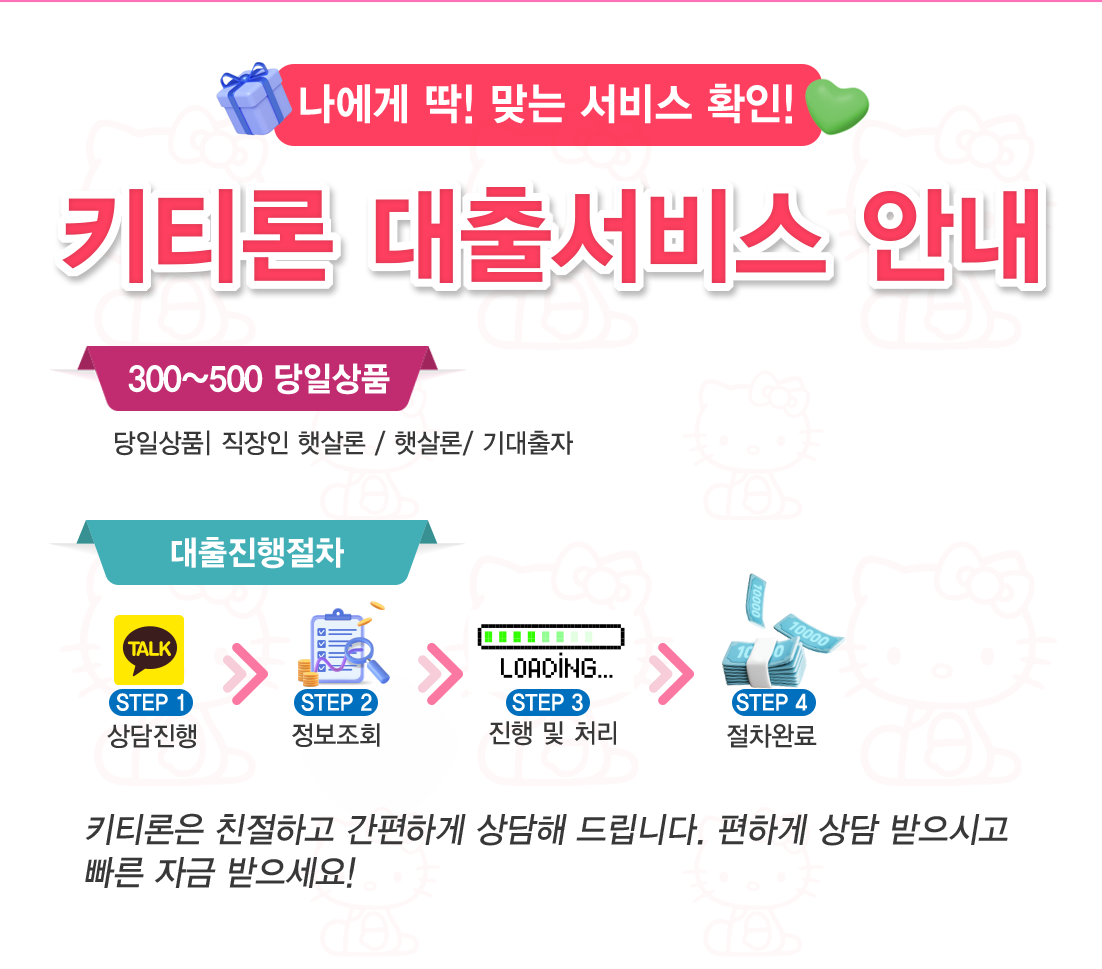 나에게 딱! 맞는 서비스 확인!
키티론 대출서비스 안내
300~500 당일상품
당일상품| 직장인 햇살론 / 햇살론/ 기대출자
대출진행절차
TALK
LOADiNG...
10000
10000
STEP 1
STEP 2
STEP 3
STEP 4
상담진행
정보조회
진행 및 처리
절차완료
키티론은 친절하고 간편하게 상담해 드립니다. 편하게 상담 받으시고
빠른 자금 받으세요!